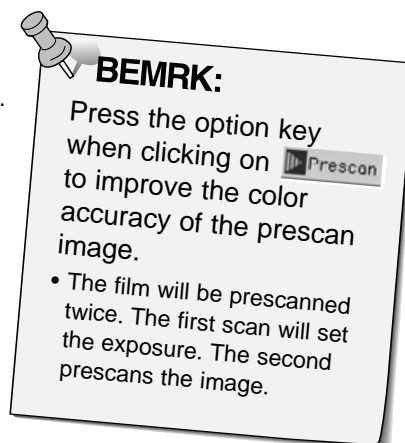 BEMRK:
Press the option key
when clicking on Prescan
to improve the color
accuracy of the prescan
image.
• The film will be prescanned
twice. The first scan will set
the exposure. The second
prescans the image.